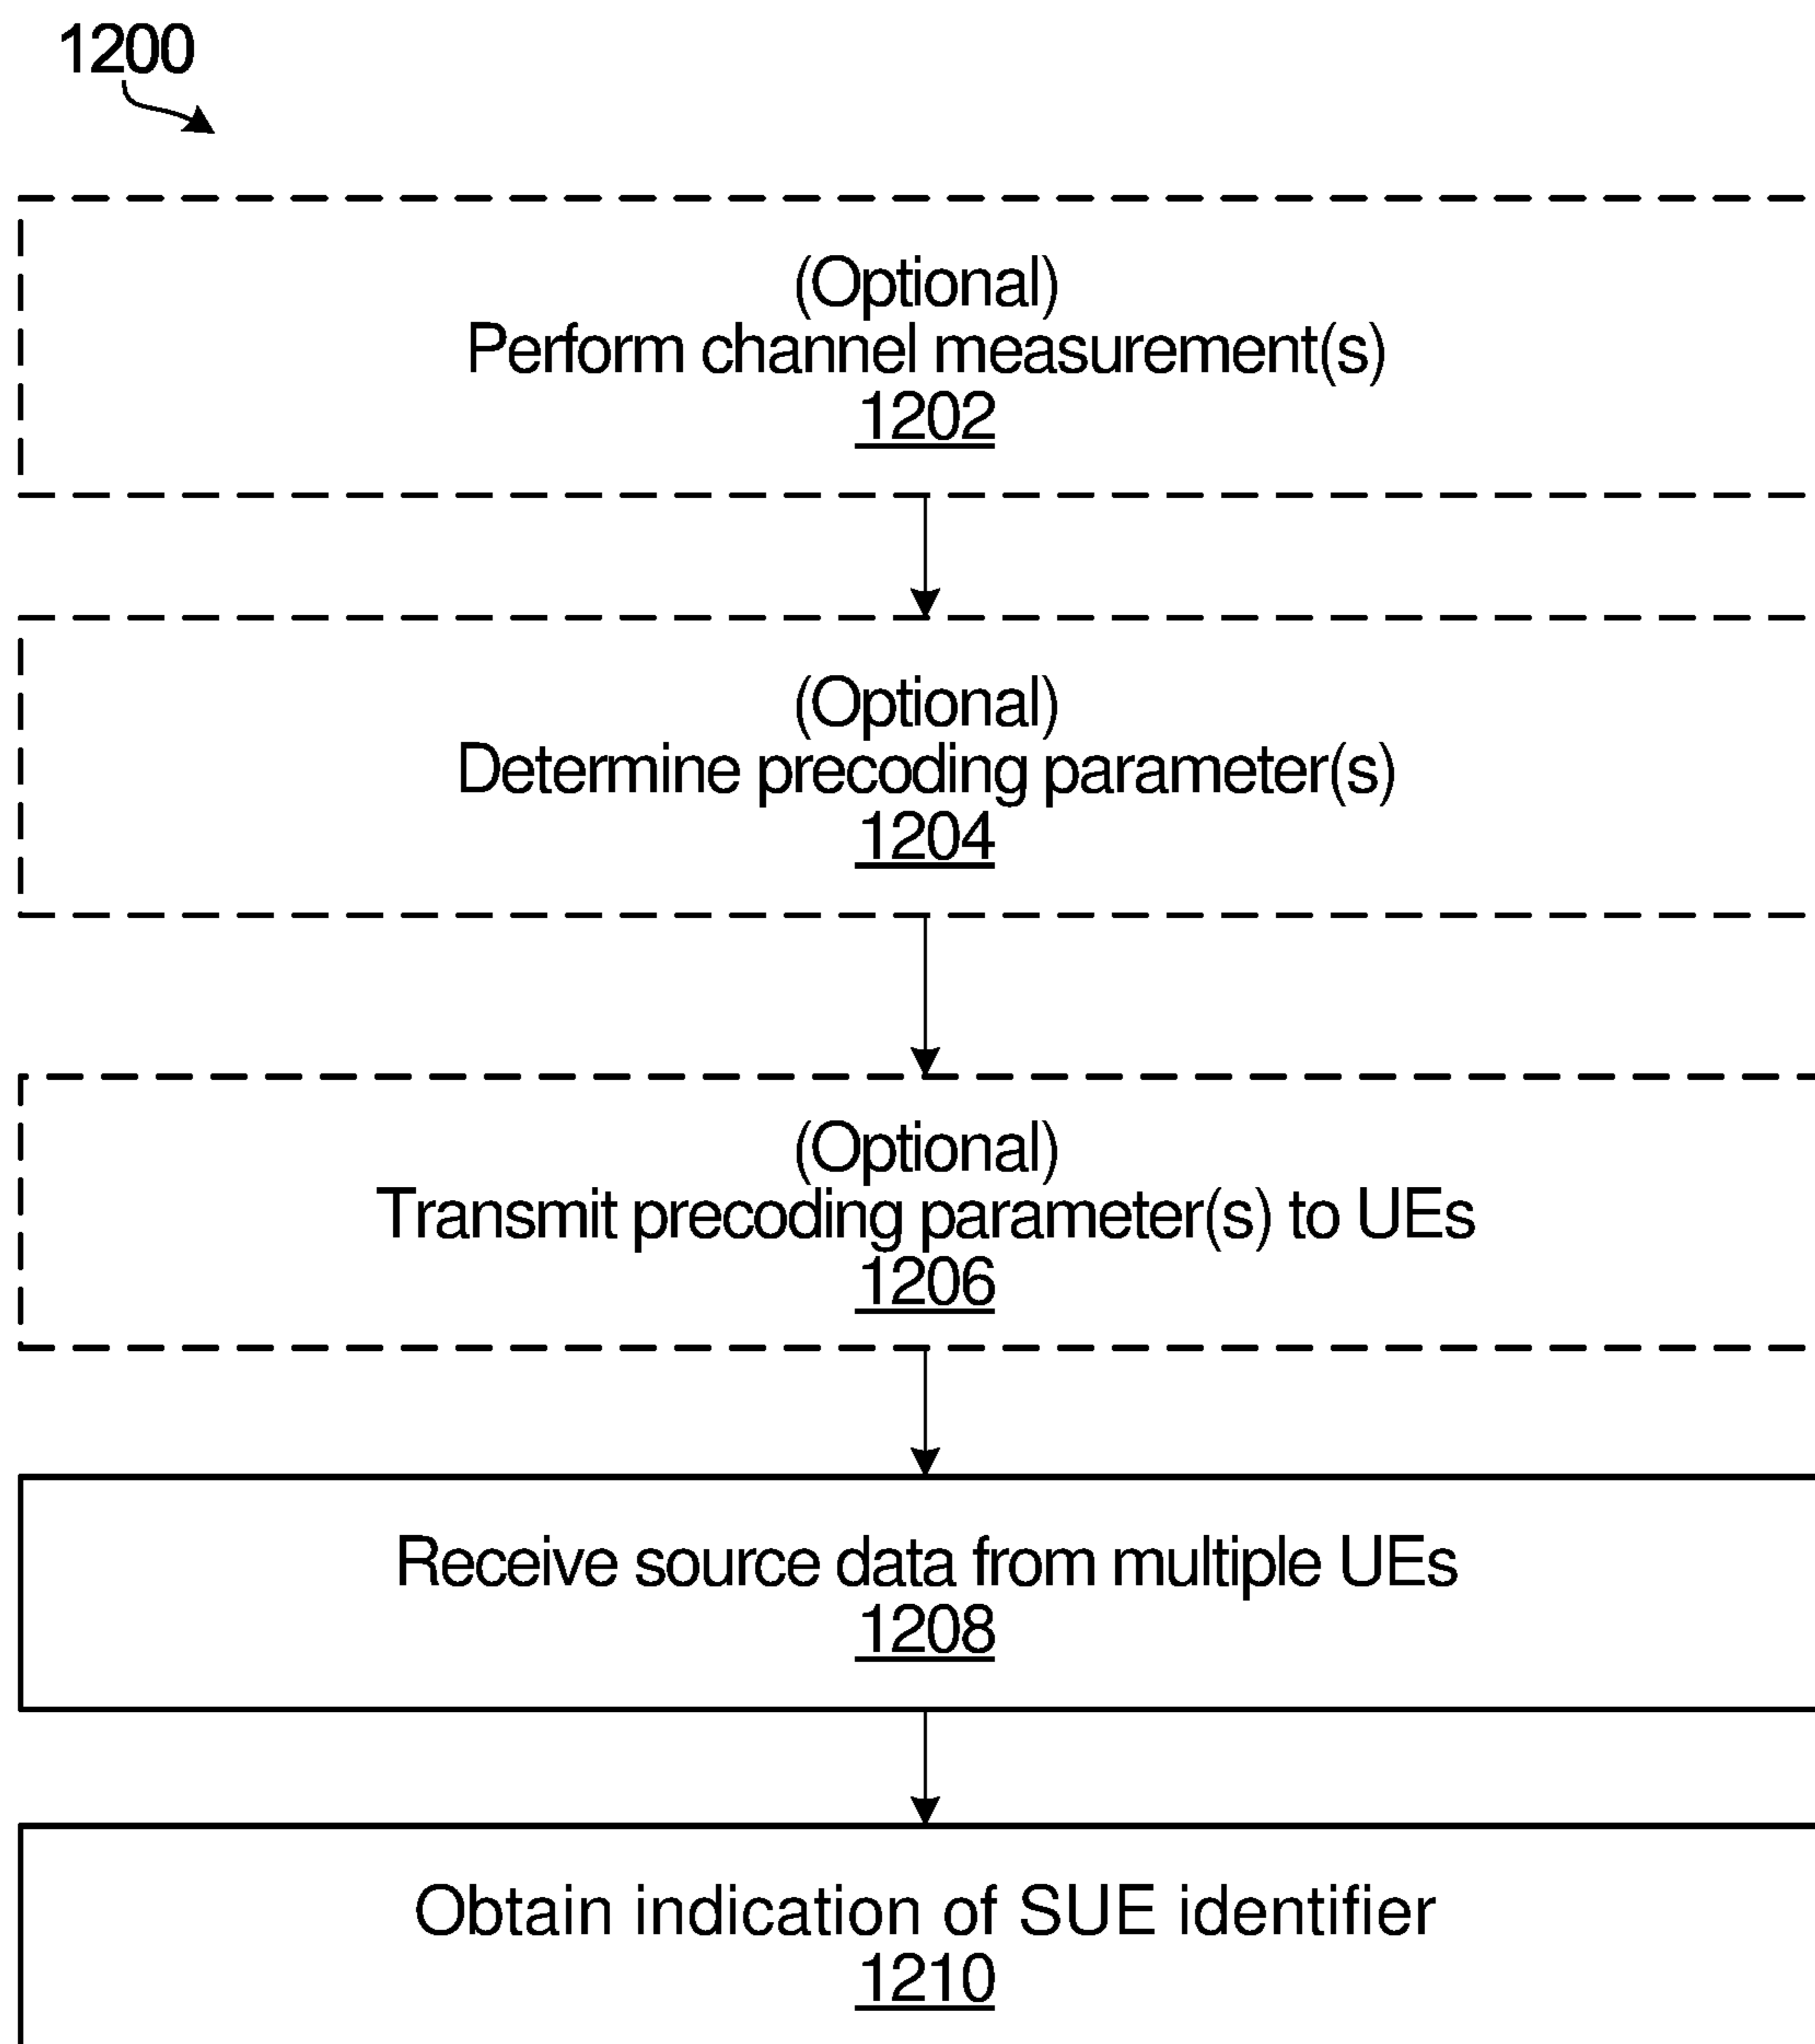 1200
(Optional)
Perform channel measurement(s)
1202
(Optional)
Determine precoding parameter(s)
1204
(Optional)
Transmit precoding parameter(s) to UEs
1206
Receive source data from multiple UEs
1208
Obtain indication of SUE identifier
1210